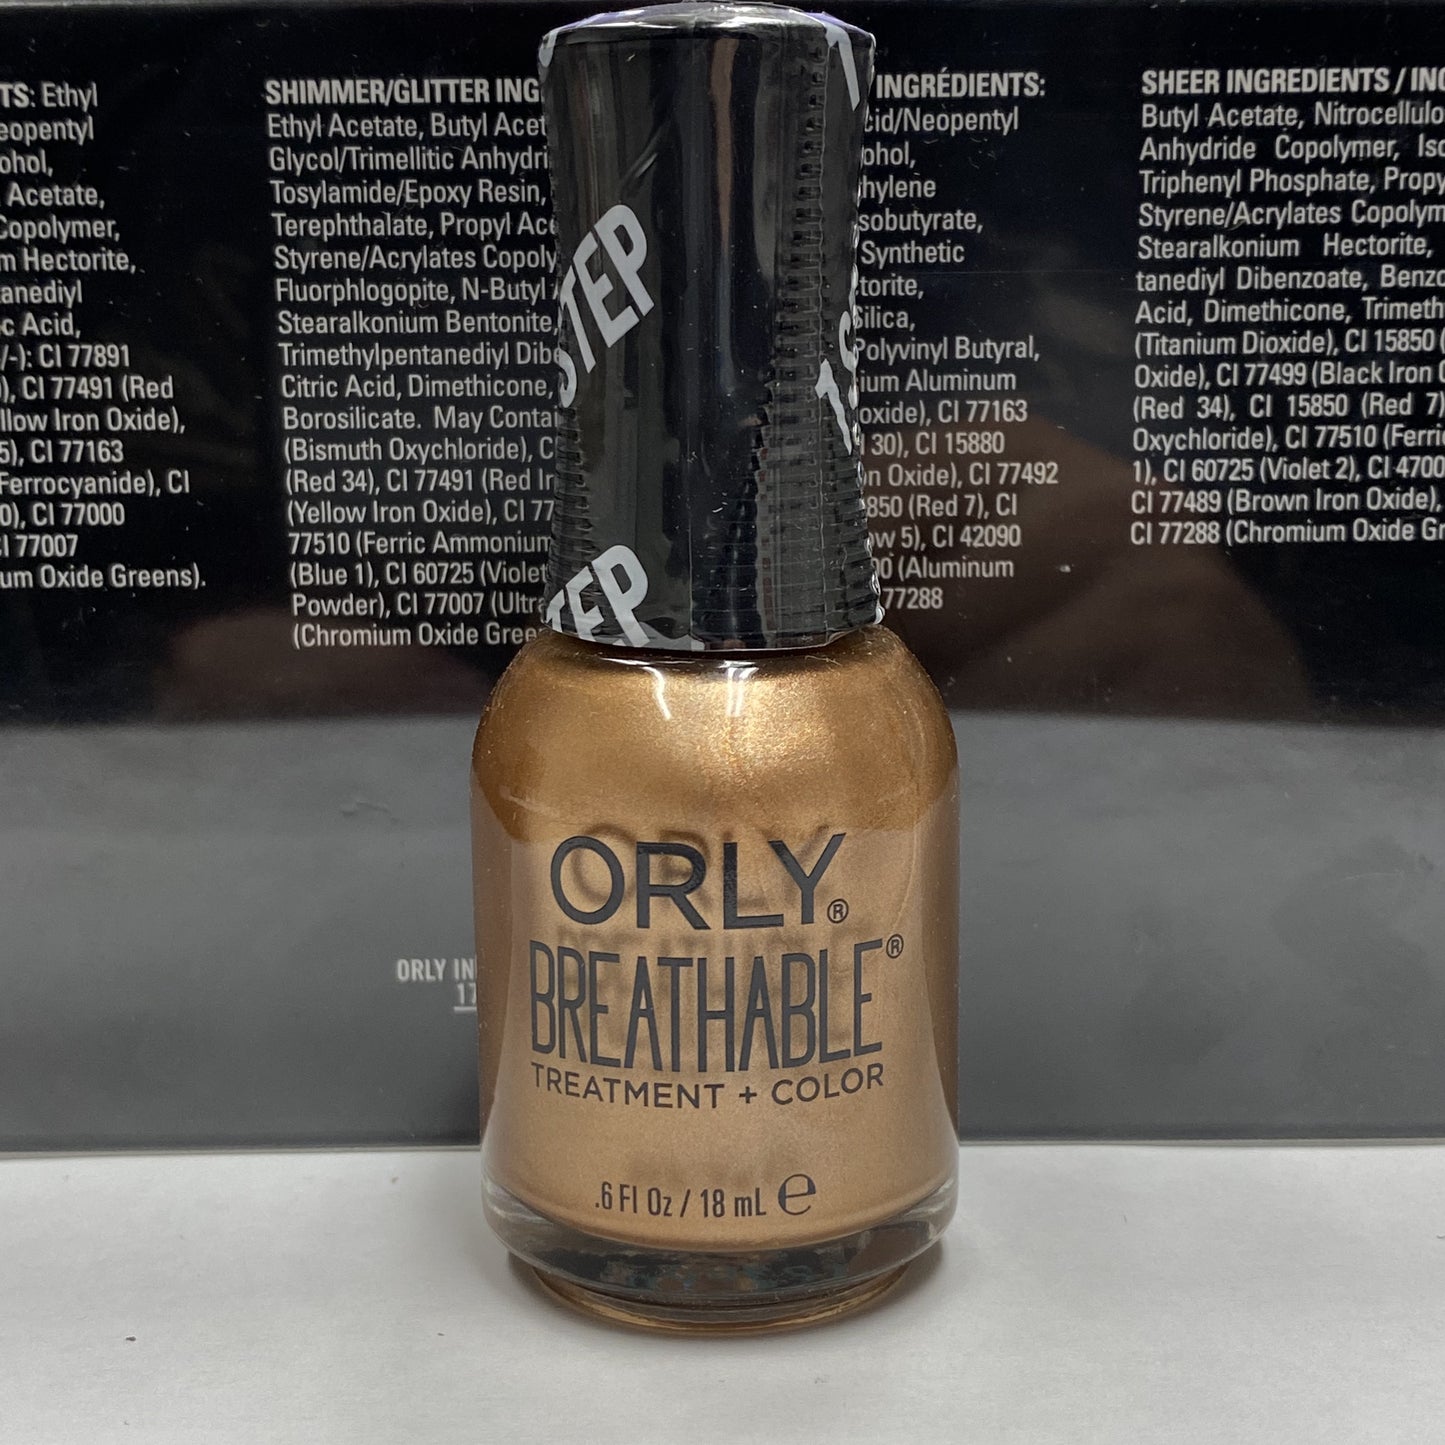 TS: Ethyl
eopentyl
ohol,
Acetate,
Copolymer,
m Hectorite,
anediyl
c Acid,
/-): CI 77891
), CI 77491 (Red
llow Iron Oxide),
5), CI 77163
Ferrocyanide), CI
0), CI 77000
CI 77007
um Oxide Greens).
SHIMMER/GLITTER ING
Ethyl Acetate, Butyl Acet
Glycol/Trimellitic Anhydri
Tosylamide/Epoxy Resin,
Terephthalate, Propyl Ace
Styrene/Acrylates Copoly
Fluorphlogopite, N-Butyl
Stearalkonium Bentonite,
Trimethylpentanediyl Dibe
Citric Acid, Dimethicone,
Borosilicate. May Contai
(Bismuth Oxychloride), C
(Red 34), CI 77491 (Red Ir
(Yellow Iron Oxide), CI 77
77510 (Ferric Ammonium
(Blue 1), CI 60725 (Violet
Powder), CI 77007 (Ultra
(Chromium Oxide Gree
INGRÉDIENTS:
cid/Neopentyl
ohol,
hylene
sobutyrate,
Synthetic
torite,
Silica,
Polyvinyl Butyral,
ium Aluminum
oxide), CI 77163
30), CI 15880
n Oxide), CI 77492
850 (Red 7), CI
ow 5), CI 42090
00 (Aluminum
77288
SHEER INGREDIENTS / ING
Butyl Acetate, Nitrocellulo
Anhydride Copolymer, Iso
Triphenyl Phosphate, Propy
Styrene/Acrylates Copolym
Stearalkonium Hectorite,
tanediyl Dibenzoate, Benzo
Acid, Dimethicone, Trimeth
(Titanium Dioxide), CI 15850
Oxide), CI 77499 (Black Iron
(Red 34), CI 15850 (Red 7)
Oxychloride), CI 77510 (Ferri
1), CI 60725 (Violet 2), CI 4700
CI 77489 (Brown Iron Oxide),
CI 77288 (Chromium Oxide Gr
STEP
1 S
TEP
ORLY IN
17
ORLY®
BREATHABLE®
TREATMENT + COLOR
.6 Fl Oz / 18 mL ℮